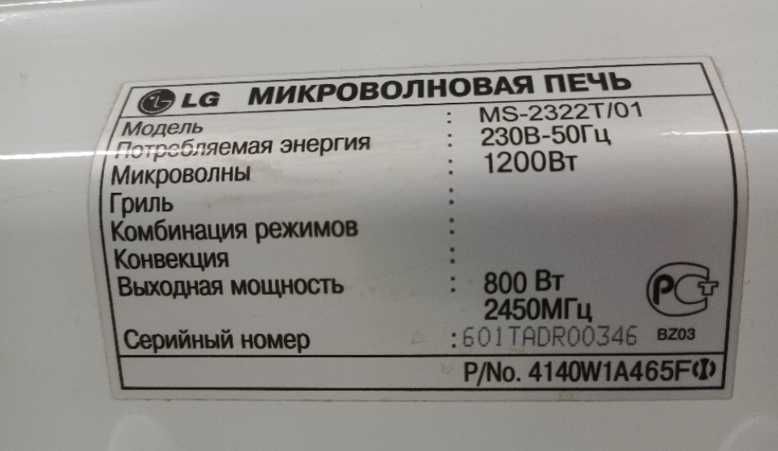 LG МИКРОВОЛНОВАЯ ПЕЧЬ
Модель : MS-2322T/01
Потребляемая энергия : 230В-50Гц
Микроволны : 1200Вт
Гриль :
Комбинация режимов :
Конвекция :
Выходная мощность : 800 Вт
2450МГц
Серийный номер :601TADR00346 BZ03
P/No. 4140W1A465F(I)
РСТ